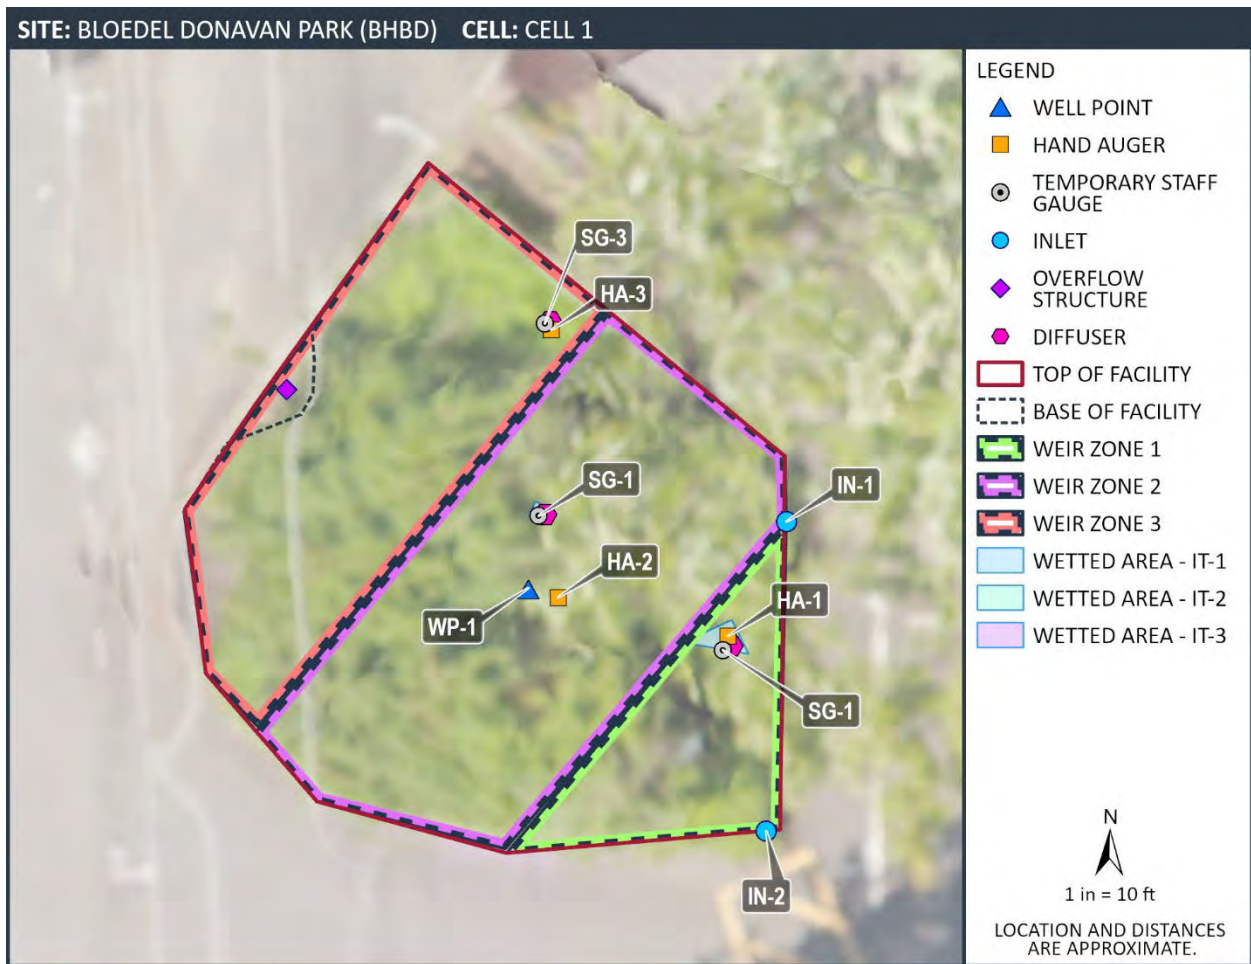 SITE: BLOEDEL DONAVAN PARK (BHBD) CELL: CELL 1
SG-3
HA-3
SG-1
IN-1
HA-2
HA-1
WP-1
SG-1
IN-2
LEGEND
WELL POINT
HAND AUGER
TEMPORARY STAFF
GAUGE
INLET
OVERFLOW
STRUCTURE
DIFFUSER
TOP OF FACILITY
BASE OF FACILITY
WEIR ZONE 1
WEIR ZONE 2
WEIR ZONE 3
WETTED AREA - IT-1
WETTED AREA - IT-2
WETTED AREA - IT-3
N
1 in = 10 ft
LOCATION AND DISTANCES
ARE APPROXIMATE.